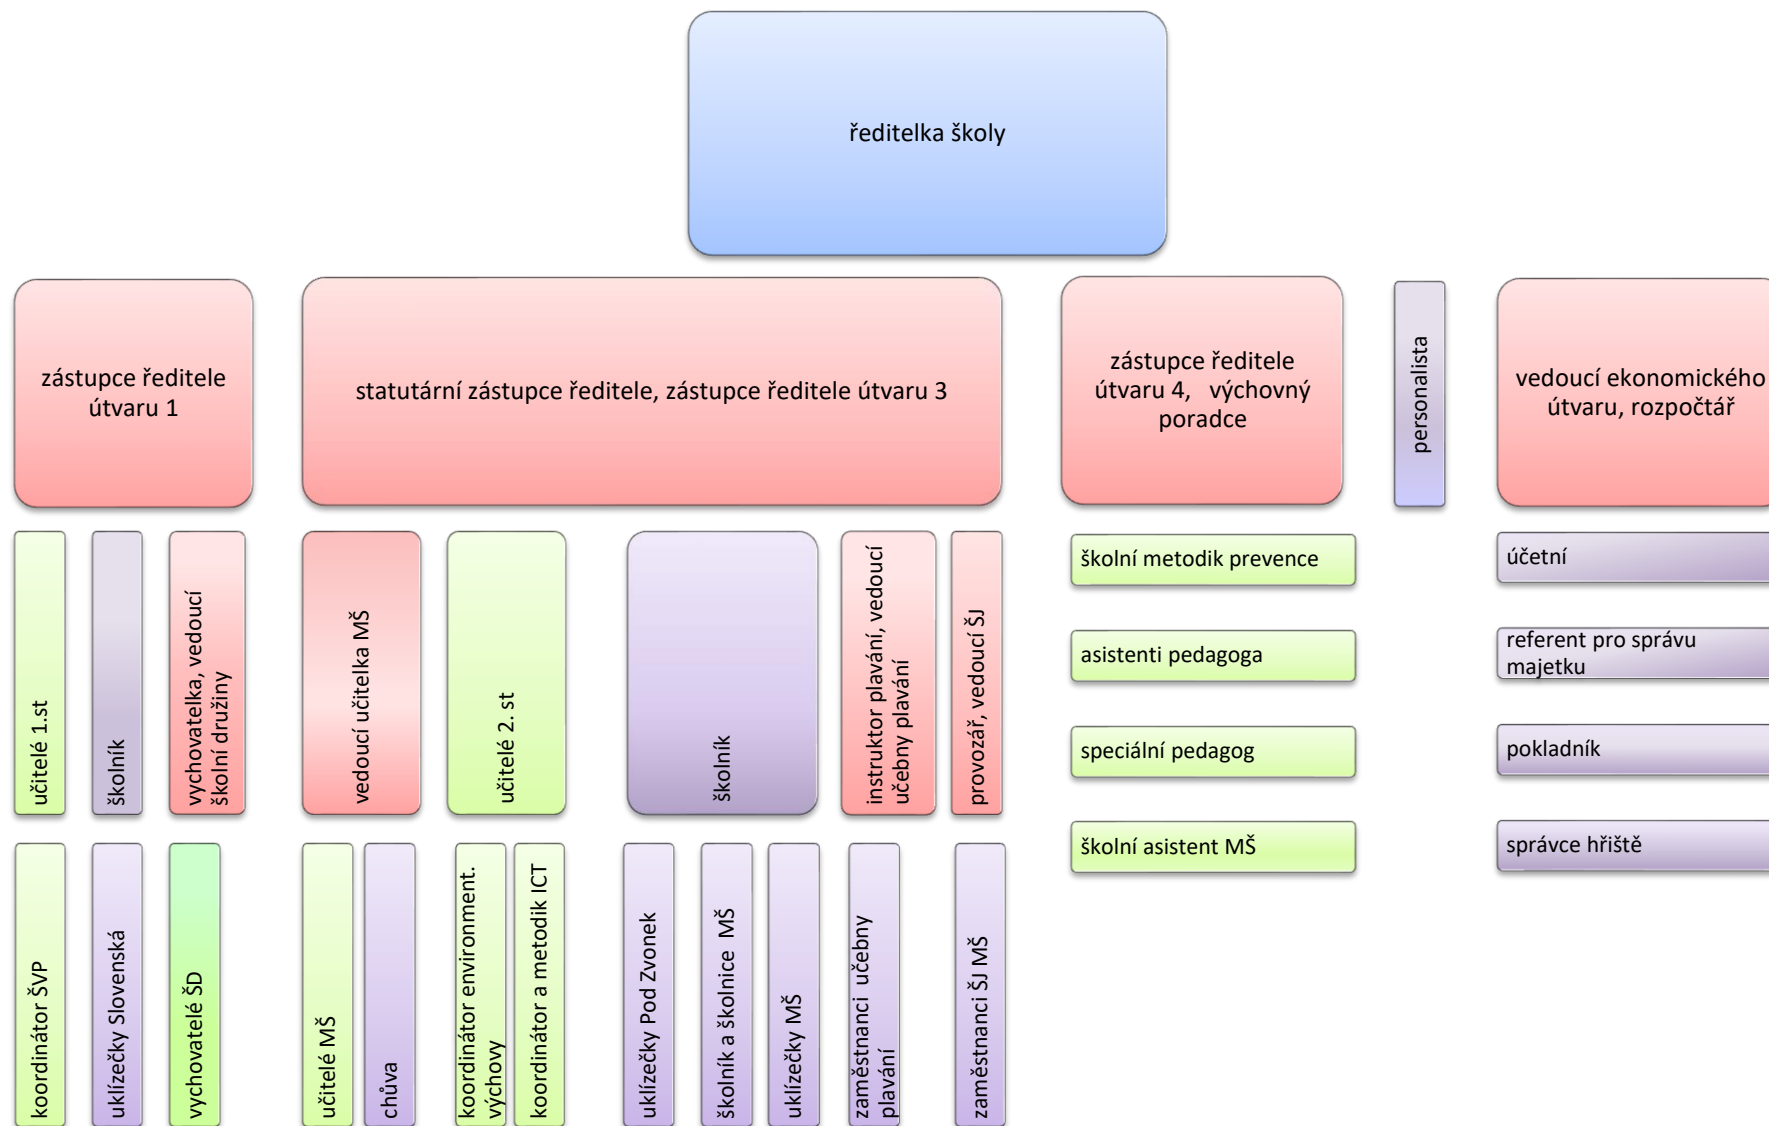 ředitelka školy
zástupce ředitele
útvaru 1
statutární zástupce ředitele, zástupce ředitele útvaru 3
zástupce ředitele
útvaru 4, výchovný
poradce
personalista
vedoucí ekonomického
útvaru, rozpočtář
učitelé 1.st
školník
vychovatelka, vedoucí
školní družiny
vedoucí učitelka MŠ
učitelé 2. st
školník
instruktor plavání, vedoucí
učebny plavání
provozář, vedoucí ŠJ
školní metodik prevence
asistenti pedagoga
speciální pedagog
školní asistent MŠ
účetní
referent pro správu
majetku
pokladník
správce hřiště
koordinátor ŠVP
uklízečky Slovenská
vychovatelé ŠD
učitelé MŠ
chůva
koordinátor environment.
výchovy
koordinátor a metodik ICT
uklízečky Pod Zvonek
školník a školnice MŠ
uklízečky MŠ
zaměstnanci učebny
plavání
zaměstnanci ŠJ MŠ